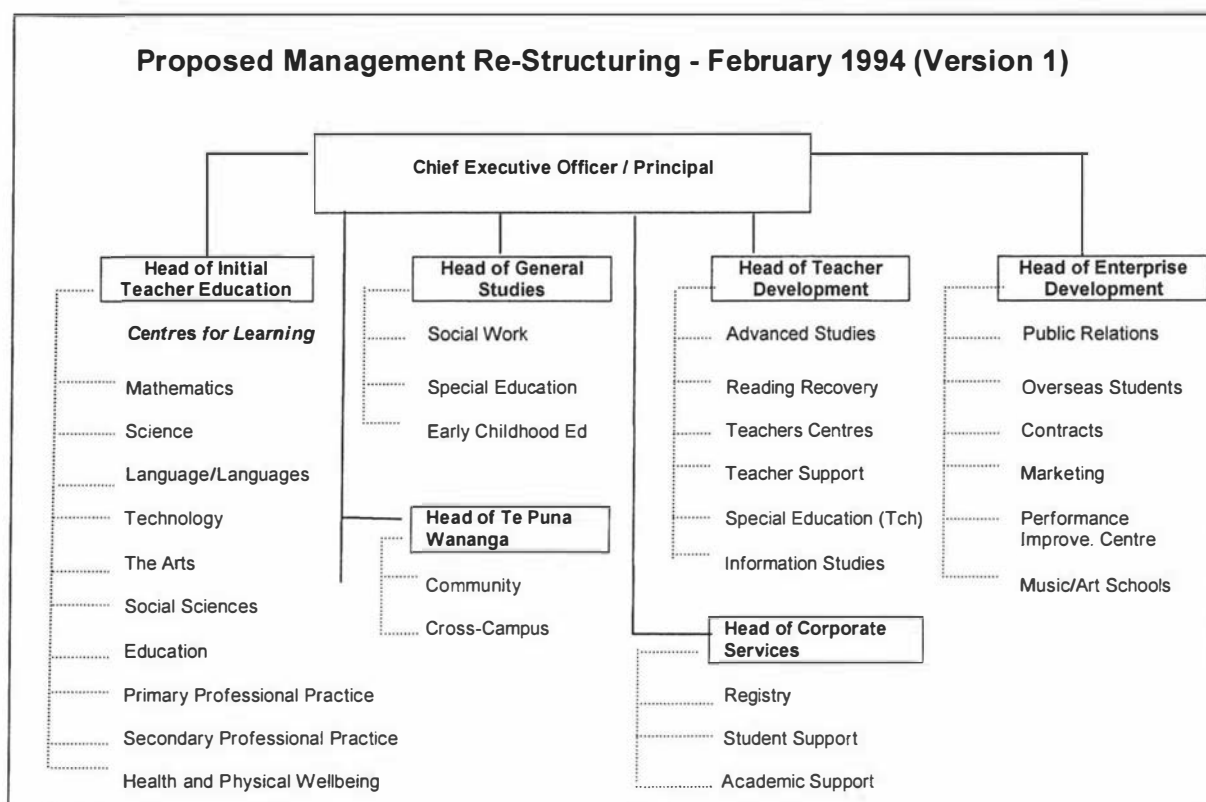 Proposed Management Re-Structuring - February 1994 (Version 1)
Chief Executive Officer / Principal
Head of Initial
Teacher Education
Centres for Learning
Mathematics
Science
Language/Languages
Technology
The Arts
Social Sciences
Education
Primary Professional Practice
Secondary Professional Practice
Health and Physical Wellbeing
Head of General
Studies
Social Work
Special Education
Early Childhood Ed
Head of Te Puna
Wananga
Community
Cross-Campus
Head of Teacher
Development
Advanced Studies
Reading Recovery
Teachers Centres
Teacher Support
Special Education (Tch)
Information Studies
Head of Corporate
Services
Registry
Student Support
Academic Support
Head of Enterprise
Development
Public Relations
Overseas Students
Contracts
Marketing
Performance
Improve. Centre
Music/Art Schools